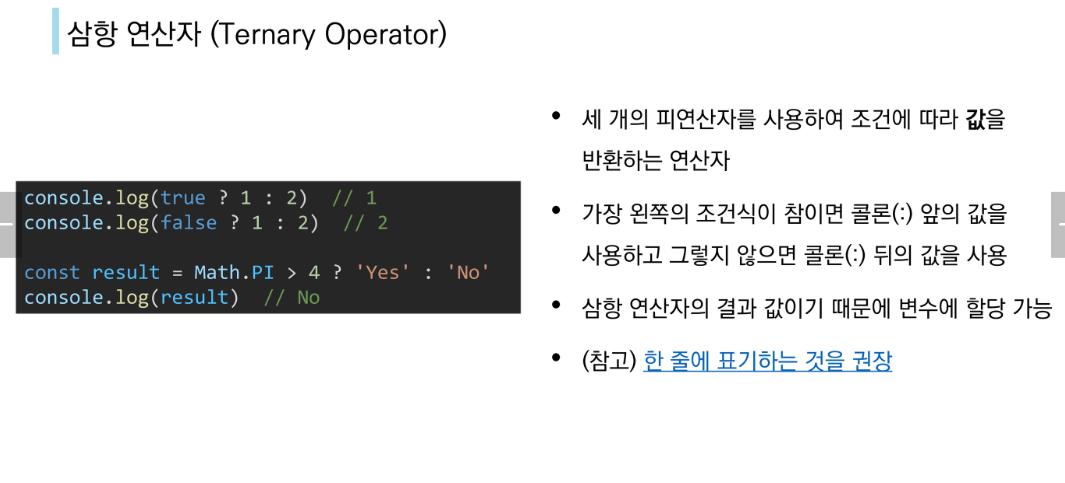 삼항 연산자 (Ternary Operator)
console.log(true ? 1 : 2)  // 1
console.log(false ? 1 : 2)  // 2
const result = Math.PI > 4 ? 'Yes' : 'No'
console.log(result)  // No
• 세 개의 피연산자를 사용하여 조건에 따라 값을
반환하는 연산자
• 가장 왼쪽의 조건식이 참이면 콜론(:) 앞의 값을
사용하고 그렇지 않으면 콜론(:) 뒤의 값을 사용
• 삼항 연산자의 결과 값이기 때문에 변수에 할당 가능
• (참고) 한 줄에 표기하는 것을 권장